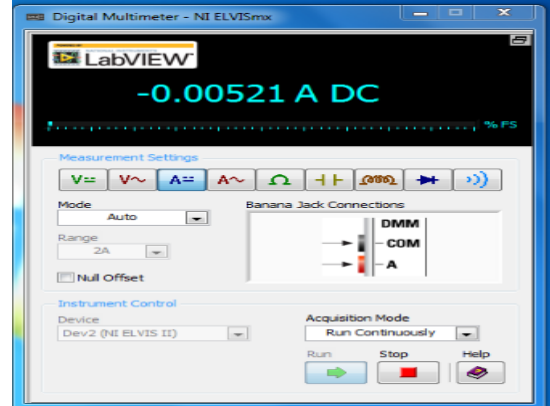 Digital Multimeter - NI ELVISmx
LabVIEW
-0.00521 A DC
% FS
Measurement Settings
V= V~ A= A~ Ω
Mode
Banana Jack Connections
Auto
DMM
Range
COM
2A
A
Null Offset
Instrument Control
Device
Acquisition Mode
Dev2 (NI ELVIS II)
Run Continuously
Run Stop Help